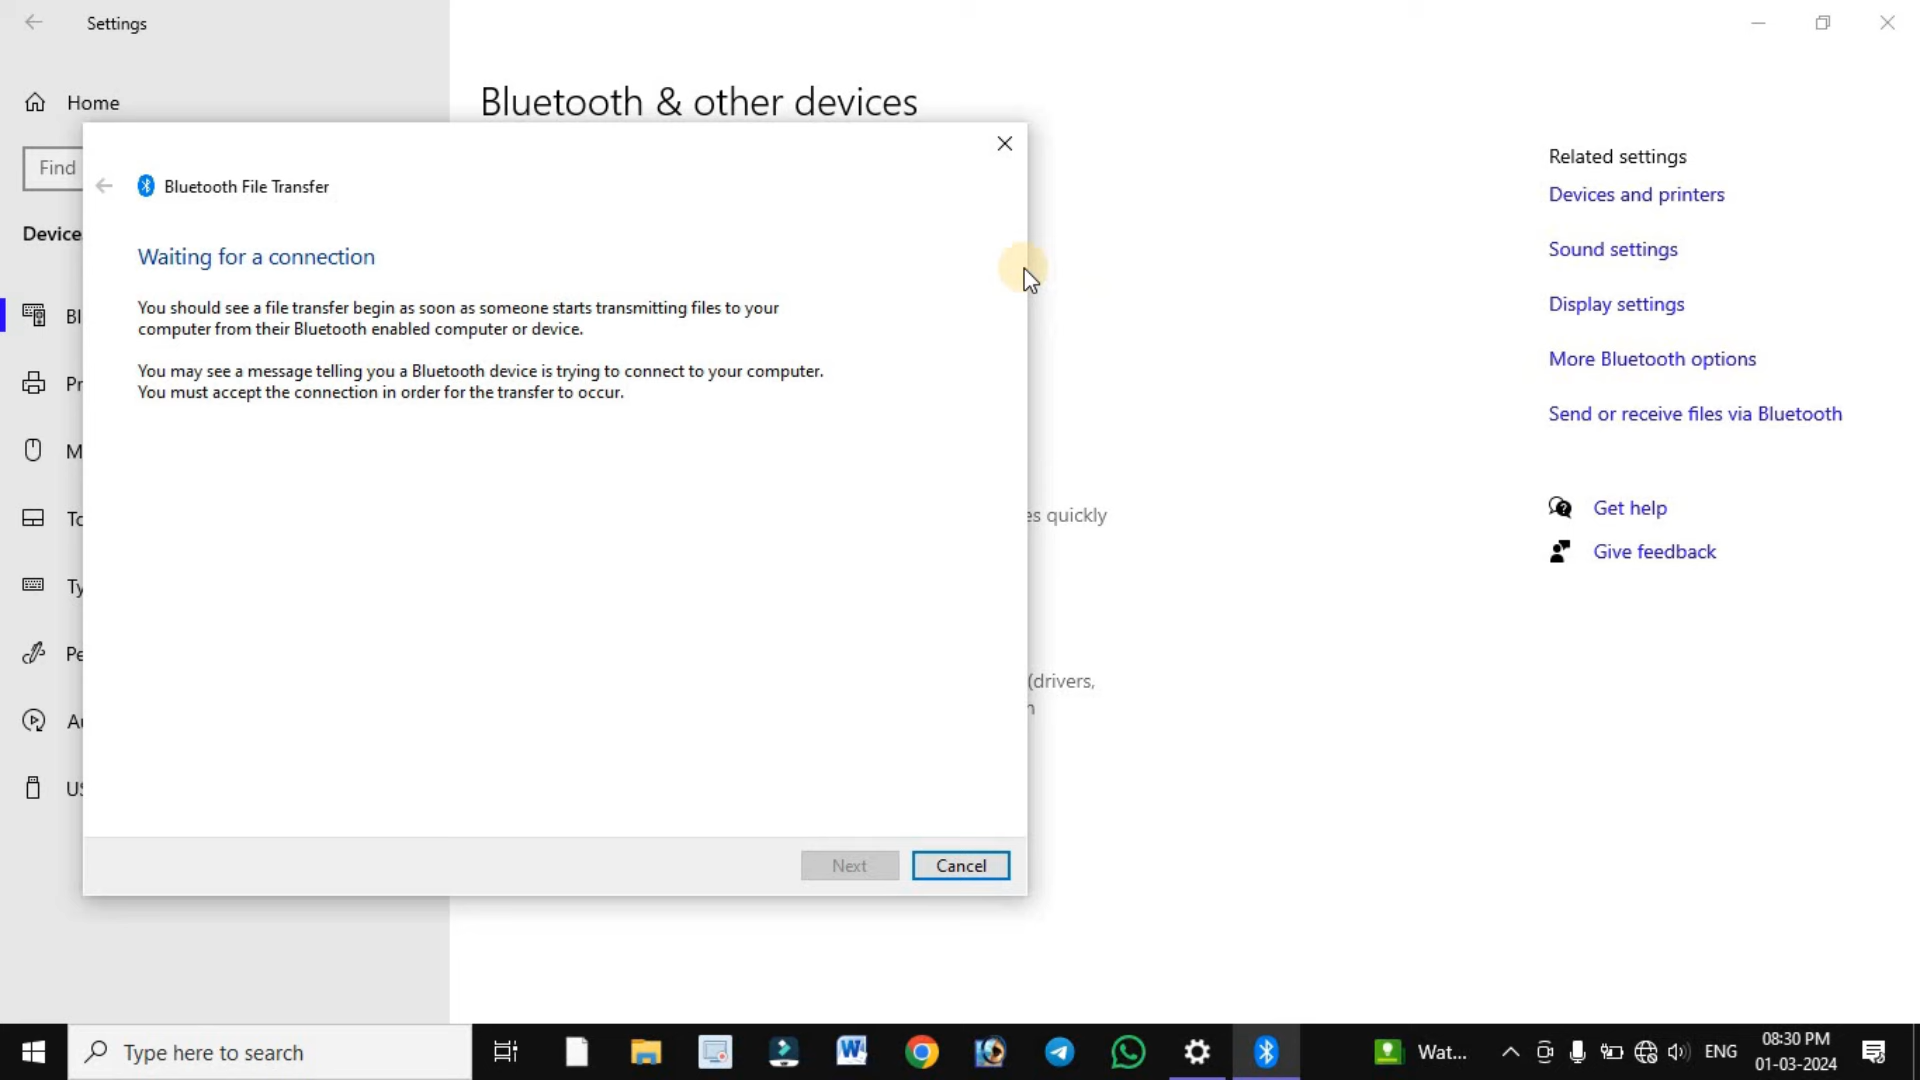 Settings
Home
Bluetooth & other devices
Find
Device
Bl
Pr
M
Ty
Pe
US
Bluetooth File Transfer
Waiting for a connection
You should see a file transfer begin as soon as someone starts transmitting files to your
computer from their Bluetooth enabled computer or device.
You may see a message telling you a Bluetooth device is trying to connect to your computer.
You must accept the connection in order for the transfer to occur.
Next
Cancel
es quickly
(drivers,
Related settings
Devices and printers
Sound settings
Display settings
More Bluetooth options
Send or receive files via Bluetooth
Get help
Give feedback
Type here to search
Wat...
ENG
08:30 PM
01-03-2024